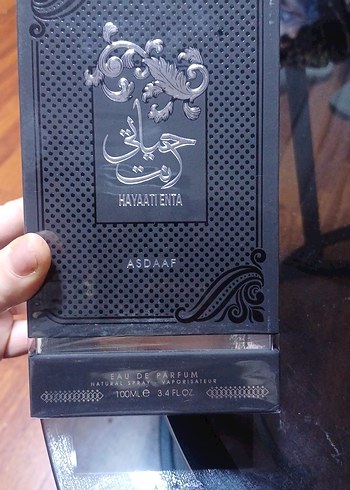 حياتي
انت
HAYAATI ENTA
ASDAAF
EAU DE PARFUM
NATURAL SPRAY - VAPORISATEUR
100ML℮ 3.4 FL.OZ.